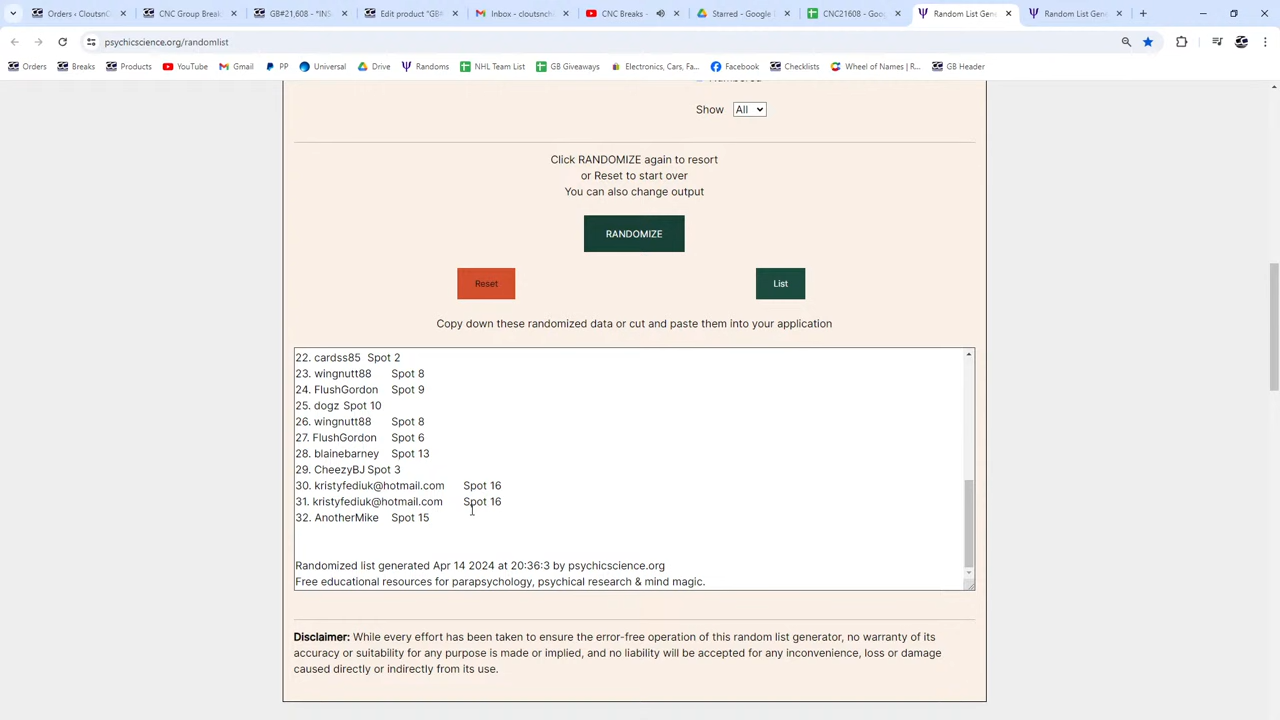 Orders ‹ CloutsnC
CNC Group Break
GB#21,608 - *INS
Edit product "GB
Inbox - cloutsnch
CNC Breaks -
Starred - Google D
CNC21608 - Goog
Random List Gene
Random List Gene
psychicscience.org/randomlist
Orders
Breaks
Products
YouTube
Gmail
PP
Universal
Drive
Randoms
NHL Team List
GB Giveaways
Electronics, Cars, Fa...
Facebook
Checklists
Wheel of Names | R...
GB Header
Numbered
Show All
Click RANDOMIZE again to resort
or Reset to start over
You can also change output
RANDOMIZE
Reset
List
Copy down these randomized data or cut and paste them into your application
22. cardss85 Spot 2
23. wingnutt88 Spot 8
24. FlushGordon Spot 9
25. dogz Spot 10
26. wingnutt88 Spot 8
27. FlushGordon Spot 6
28. blainebarney Spot 13
29. CheezyBJ Spot 3
30. kristyfediuk@hotmail.com Spot 16
31. kristyfediuk@hotmail.com Spot 16
32. AnotherMike Spot 15
Randomized list generated Apr 14 2024 at 20:36:3 by psychicscience.org
Free educational resources for parapsychology, psychical research & mind magic.
Disclaimer: While every effort has been taken to ensure the error-free operation of this random list generator, no warranty of its
accuracy or suitability for any purpose is made or implied, and no liability will be accepted for any inconvenience, loss or damage
caused directly or indirectly from its use.